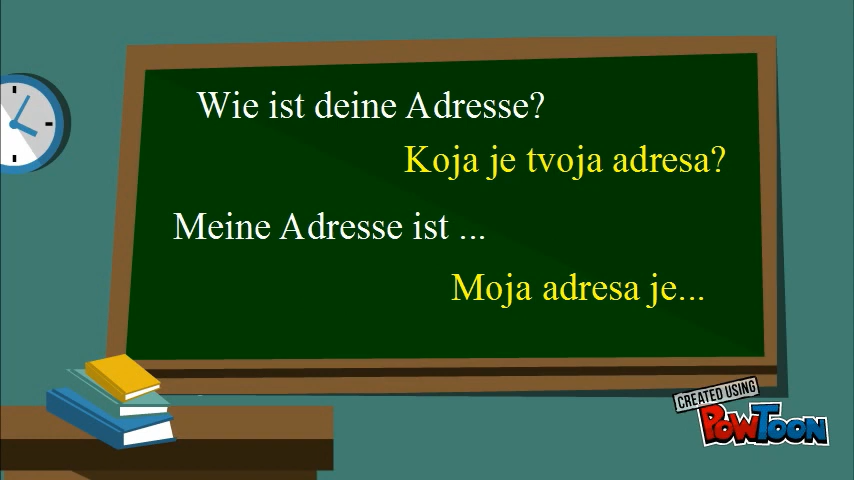 Wie ist deine Adresse?
Koja je tvoja adresa?
Meine Adresse ist ...
Moja adresa je...
CREATED USING
POWTOON